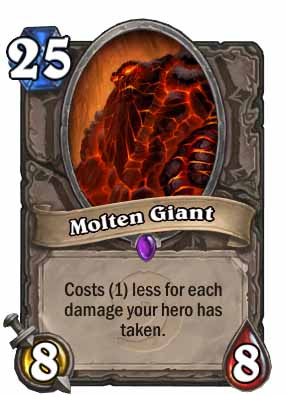 25
Molten Giant
Costs (1) less for each
damage your hero has
taken.
8
8